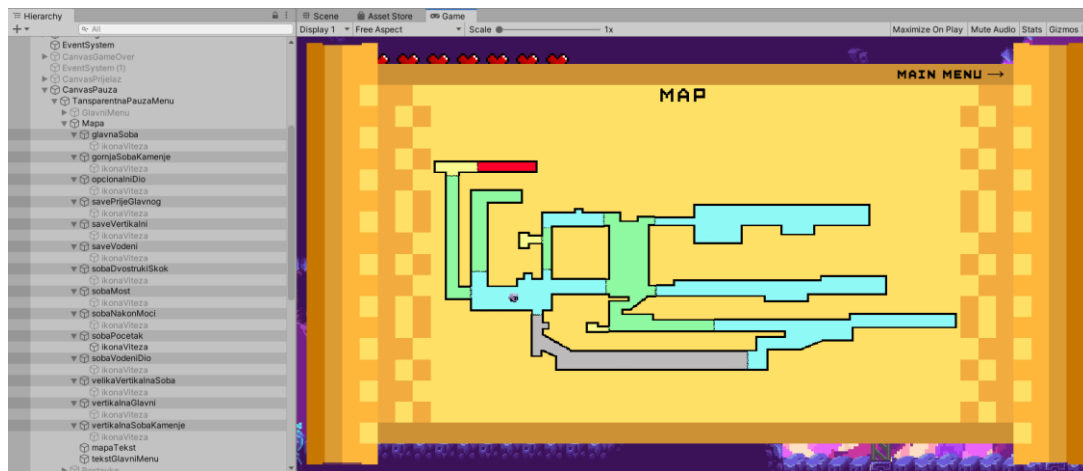 Hierarchy
All
EventSystem
CanvasGameOver
EventSystem (1)
CanvasPrijelaz
CanvasPauza
TansparentnaPauzaMenu
GlavniMenu
Mapa
glavnaSoba
ikonaViteza
gornjaSobaKamenje
ikonaViteza
opcionalniDio
ikonaViteza
savePrijeGlavnog
ikonaViteza
saveVertikalni
ikonaViteza
saveVodeni
ikonaViteza
sobaDvostrukiSkok
ikonaViteza
sobaMost
ikonaViteza
sobaNakonMoci
ikonaViteza
sobaPocetak
ikonaViteza
sobaVodeniDio
ikonaViteza
velikaVertikalnaSoba
ikonaViteza
vertikalnaGlavni
ikonaViteza
vertikalnaSobaKamenje
ikonaViteza
mapaTekst
tekstGlavniMenu
Scene Asset Store Game
Display 1 Free Aspect Scale 1x Maximize On Play Mute Audio Stats Gizmos
MAIN MENU →
MAP